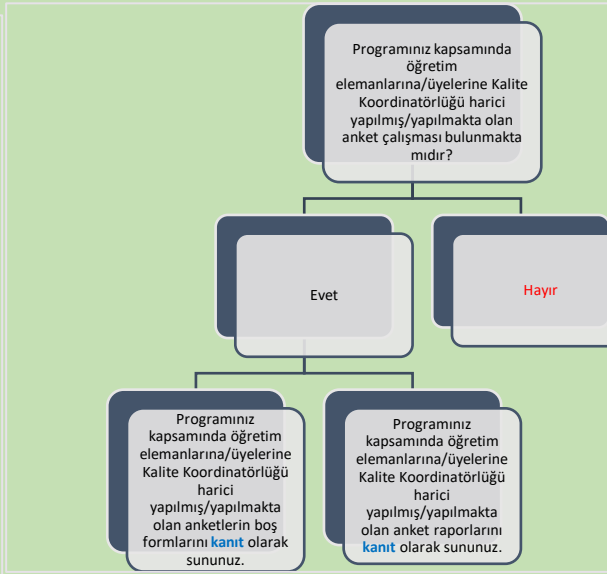 Programınız kapsamında
öğretim
elemanlarına/üyelerine Kalite
Koordinatörlüğü harici
yapılmış/yapılmakta olan
anket çalışması bulunmakta
mıdır?
Evet
Hayır
Programınız
kapsamında öğretim
elemanlarına/üyelerine
Kalite Koordinatörlüğü
harici
yapılmış/yapılmakta
olan anketlerin boş
formlarını kanıt olarak
sununuz.
Programınız
kapsamında öğretim
elemanlarına/üyelerine
Kalite Koordinatörlüğü
harici
yapılmış/yapılmakta
olan anket raporlarını
kanıt olarak sununuz.